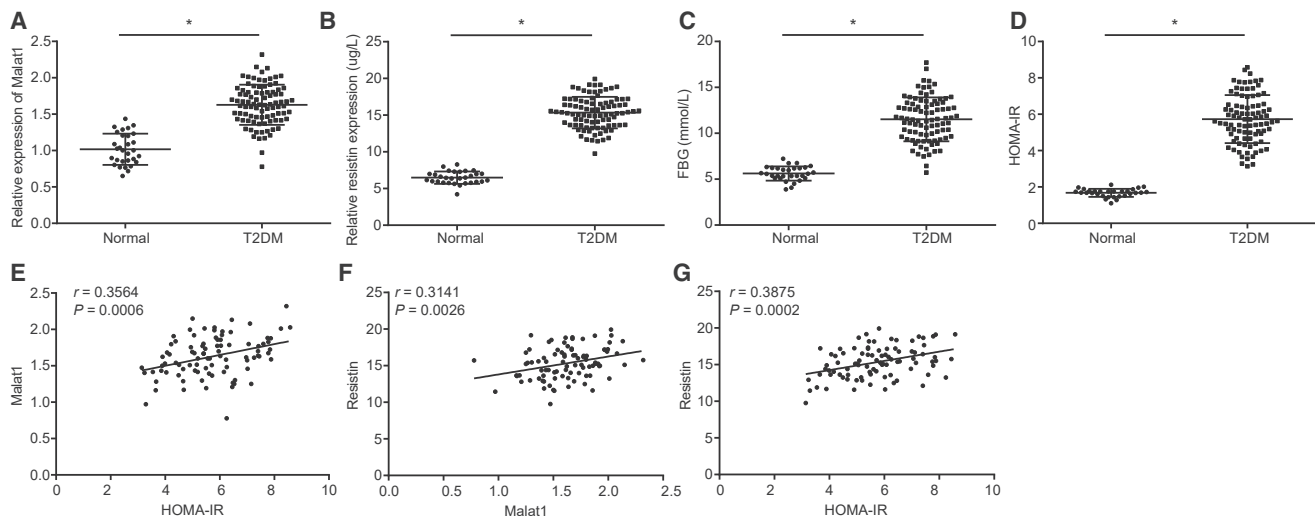 A
*
Relative expression of Malat1
2.5
2.0
1.5
1.0
0.5
0.0
Normal
T2DM
B
*
Relative resistin expression (ug/L)
25
20
15
10
5
0
Normal
T2DM
C
*
FBG (mmol/L)
20
15
10
5
0
Normal
T2DM
D
*
HOMA-IR
10
8
6
4
2
0
Normal
T2DM
E
r = 0.3564
P = 0.0006
Malat1
2.5
2.0
1.5
1.0
0.5
0.0
0 2 4 6 8 10
HOMA-IR
F
r = 0.3141
P = 0.0026
Resistin
25
20
15
10
5
0
0.0 0.5 1.0 1.5 2.0 2.5
Malat1
G
r = 0.3875
P = 0.0002
Resistin
25
20
15
10
5
0
0 2 4 6 8 10
HOMA-IR